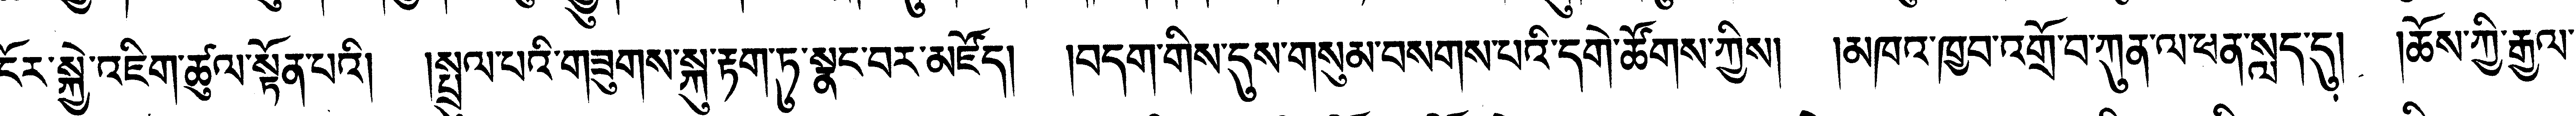 ངོར་སྐྱེ་འཇིག་ཚུལ་སྟོན་པའི། །སྤྲུལ་པའི་གཟུགས་སྐུ་རྟག་ཏུ་སྣང་བར་མཛོད། །བདག་གིས་དུས་གསུམ་བསགས་པའི་དགེ་ཚོགས་ཀྱིས། །མཁའ་ཁྱབ་འགྲོ་བ་ཀུན་ལ་ཕན་སླད་དུ། །ཆོས་ཀྱི་རྒྱལ་